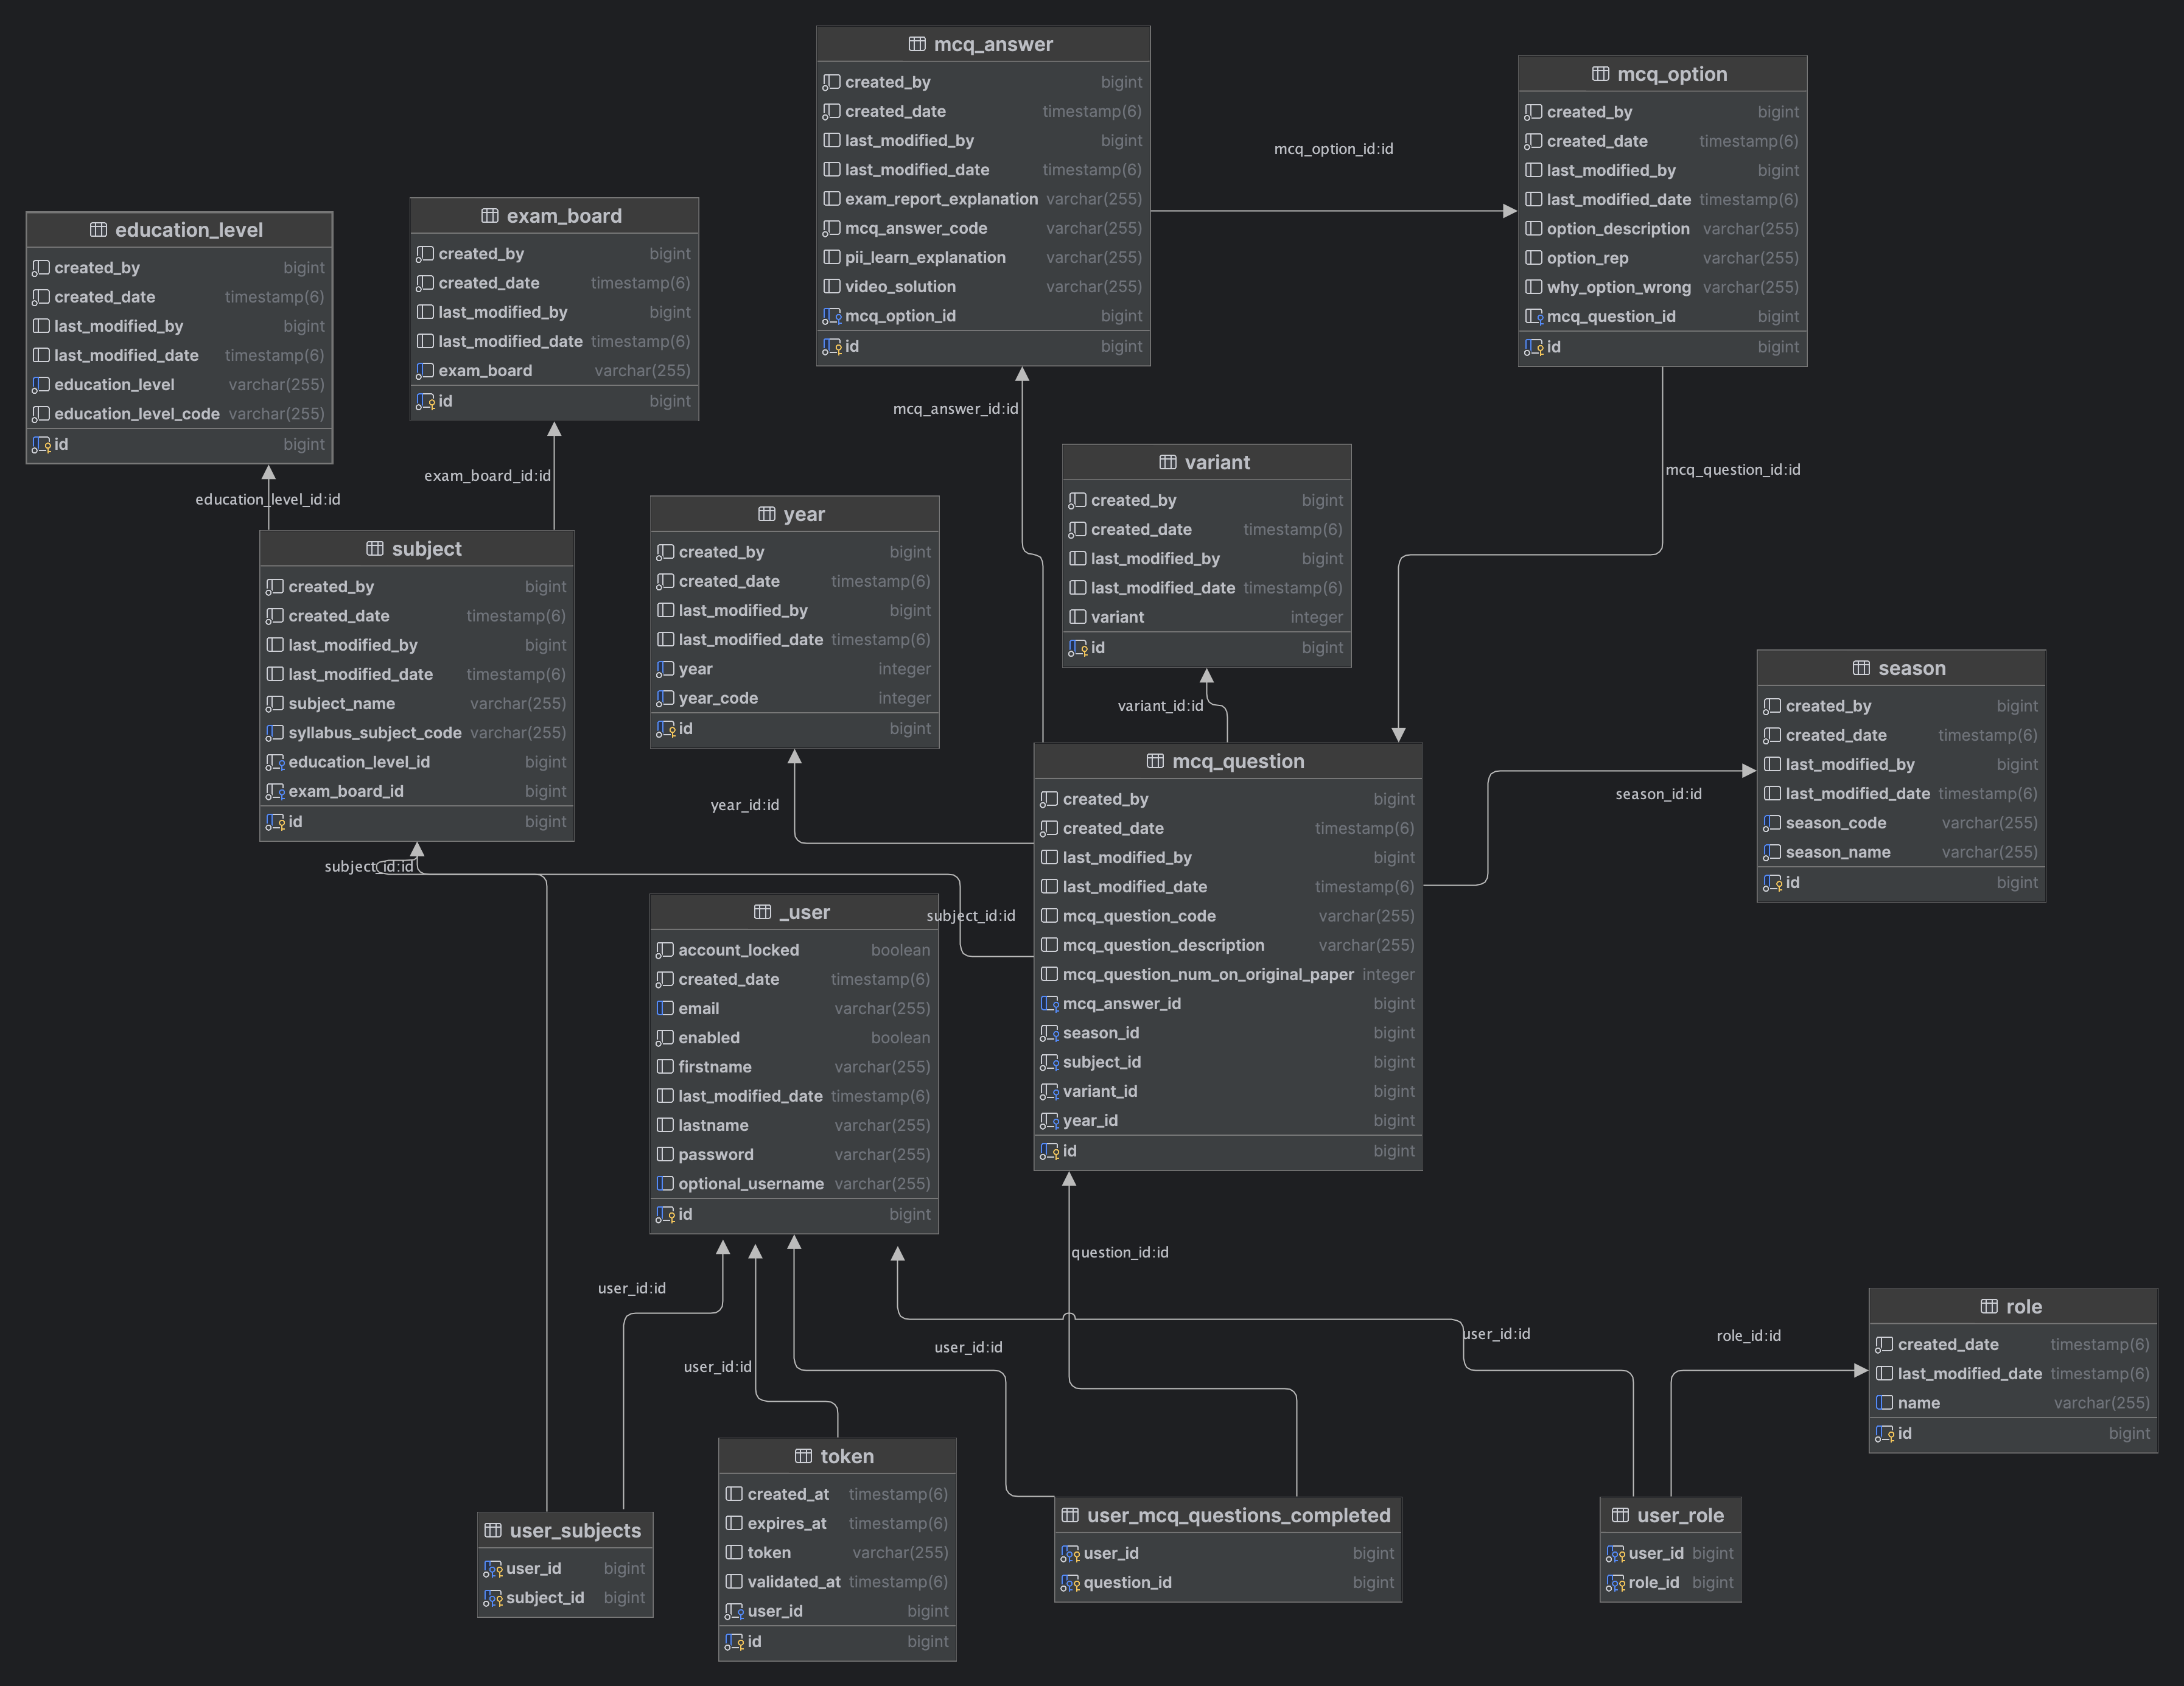 mcq_answer
created_by bigint
created_date timestamp(6)
last_modified_by bigint
last_modified_date timestamp(6)
exam_report_explanation varchar(255)
mcq_answer_code varchar(255)
pii_learn_explanation varchar(255)
video_solution varchar(255)
mcq_option_id bigint
id bigint
mcq_option_id:id
mcq_option
created_by bigint
created_date timestamp(6)
last_modified_by bigint
last_modified_date timestamp(6)
option_description varchar(255)
option_rep varchar(255)
why_option_wrong varchar(255)
mcq_question_id bigint
id bigint
education_level
created_by bigint
created_date timestamp(6)
last_modified_by bigint
last_modified_date timestamp(6)
education_level varchar(255)
education_level_code varchar(255)
id bigint
exam_board
created_by bigint
created_date timestamp(6)
last_modified_by bigint
last_modified_date timestamp(6)
exam_board varchar(255)
id bigint
mcq_answer_id:id
mcq_question_id:id
exam_board_id:id
education_level_id:id
variant
created_by bigint
created_date timestamp(6)
last_modified_by bigint
last_modified_date timestamp(6)
variant integer
id bigint
year
created_by bigint
created_date timestamp(6)
last_modified_by bigint
last_modified_date timestamp(6)
year integer
year_code integer
id bigint
subject
created_by bigint
created_date timestamp(6)
last_modified_by bigint
last_modified_date timestamp(6)
subject_name varchar(255)
syllabus_subject_code varchar(255)
education_level_id bigint
exam_board_id bigint
id bigint
variant_id:id
season
created_by bigint
created_date timestamp(6)
last_modified_by bigint
last_modified_date timestamp(6)
season_code varchar(255)
season_name varchar(255)
id bigint
season_id:id
year_id:id
subject_id:id
subject_id:id
mcq_question
created_by bigint
created_date timestamp(6)
last_modified_by bigint
last_modified_date timestamp(6)
mcq_question_code varchar(255)
mcq_question_description varchar(255)
mcq_question_num_on_original_paper integer
mcq_answer_id bigint
season_id bigint
subject_id bigint
variant_id bigint
year_id bigint
id bigint
_user
account_locked boolean
created_date timestamp(6)
email varchar(255)
enabled boolean
firstname varchar(255)
last_modified_date timestamp(6)
lastname varchar(255)
password varchar(255)
optional_username varchar(255)
id bigint
question_id:id
user_id:id
user_id:id
user_id:id
user_id:id
role_id:id
role
created_date timestamp(6)
last_modified_date timestamp(6)
name varchar(255)
id bigint
token
created_at timestamp(6)
expires_at timestamp(6)
token varchar(255)
validated_at timestamp(6)
user_id bigint
id bigint
user_subjects
user_id bigint
subject_id bigint
user_mcq_questions_completed
user_id bigint
question_id bigint
user_role
user_id bigint
role_id bigint